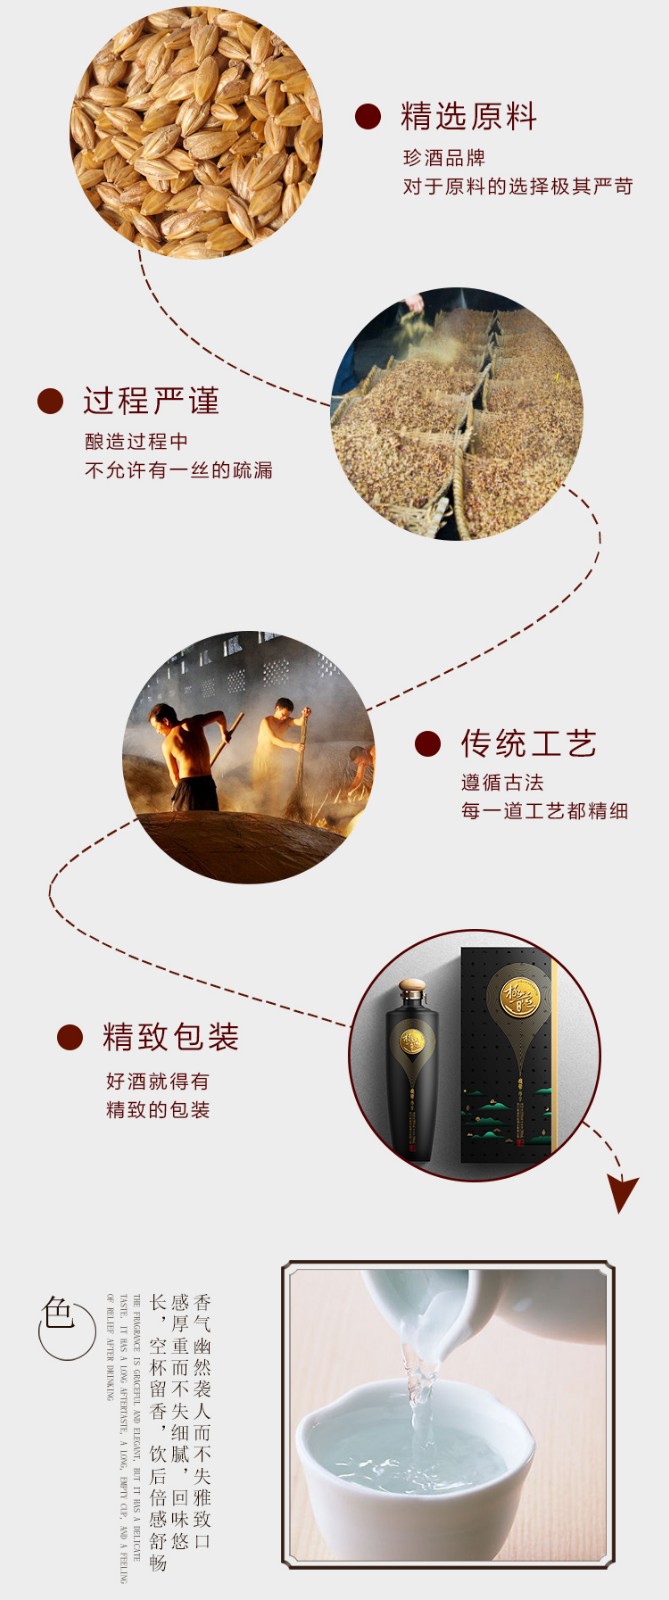 精选原料
珍酒品牌
对于原料的选择极其严苛
过程严谨
酿造过程中
不允许有一丝的疏漏
传统工艺
遵循古法
每一道工艺都精细
精致包装
好酒就得有
精致的包装
色
香气幽然袭人而不失雅致口
感厚重而不失细腻，回味悠
长，空杯留香，饮后倍感舒畅
THE FRAGRANCE IS GRACEFUL AND ELEGANT, BUT IT HAS A DELICATE
TASTE. IT HAS A LONG AFTERTASTE, A LONG, EMPTY CUP, AND A FEELING
OF RELIEF AFTER DRINKING